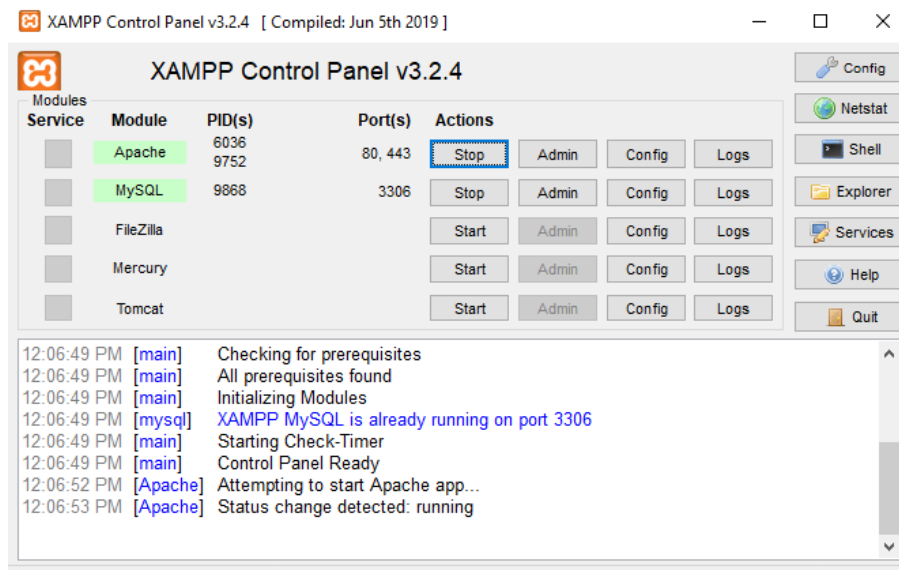 XAMPP Control Panel v3.2.4 [ Compiled: Jun 5th 2019 ]
XAMPP Control Panel v3.2.4
Config
Modules
Service Module PID(s) Port(s) Actions
Netstat
Apache 6036 9752 80, 443 Stop Admin Config Logs
Shell
MySQL 9868 3306 Stop Admin Config Logs
Explorer
FileZilla Start Admin Config Logs
Services
Mercury Start Admin Config Logs
Help
Tomcat Start Admin Config Logs
Quit
12:06:49 PM [main] Checking for prerequisites
12:06:49 PM [main] All prerequisites found
12:06:49 PM [main] Initializing Modules
12:06:49 PM [mysql] XAMPP MySQL is already running on port 3306
12:06:49 PM [main] Starting Check-Timer
12:06:49 PM [main] Control Panel Ready
12:06:52 PM [Apache] Attempting to start Apache app...
12:06:53 PM [Apache] Status change detected: running